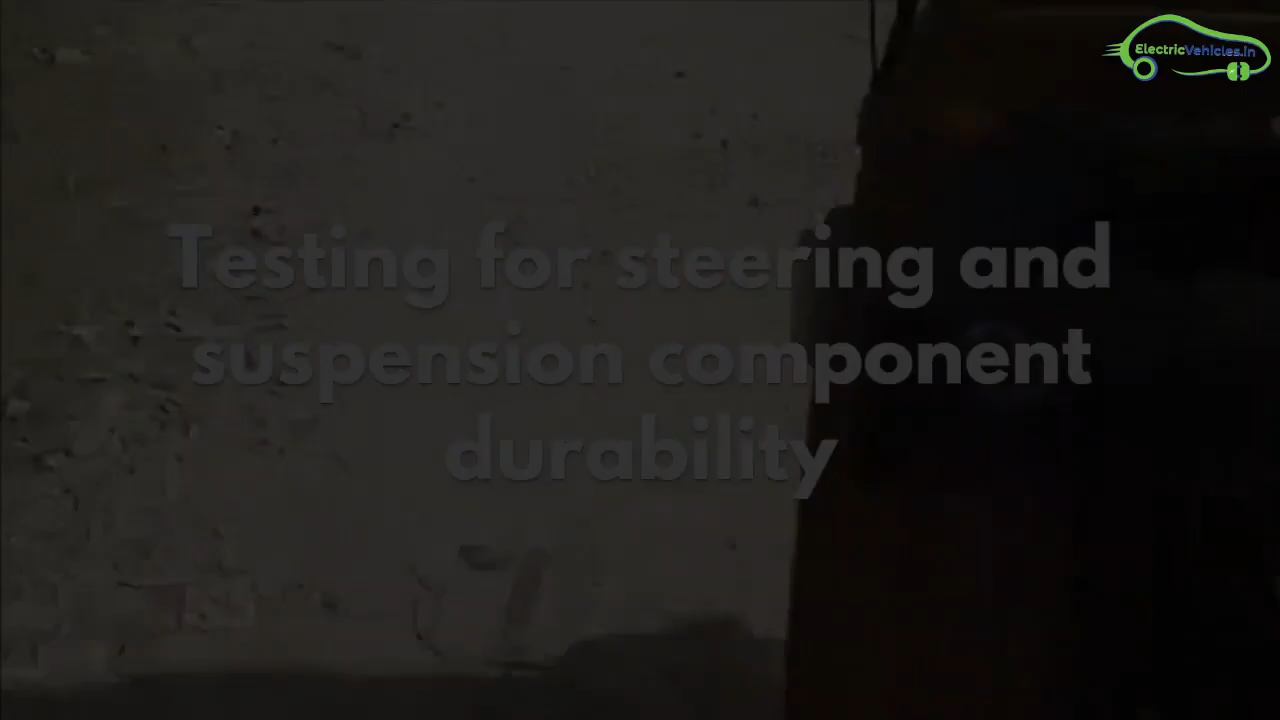 ElectricVehicles.in
Testing for steering and
suspension component
durability